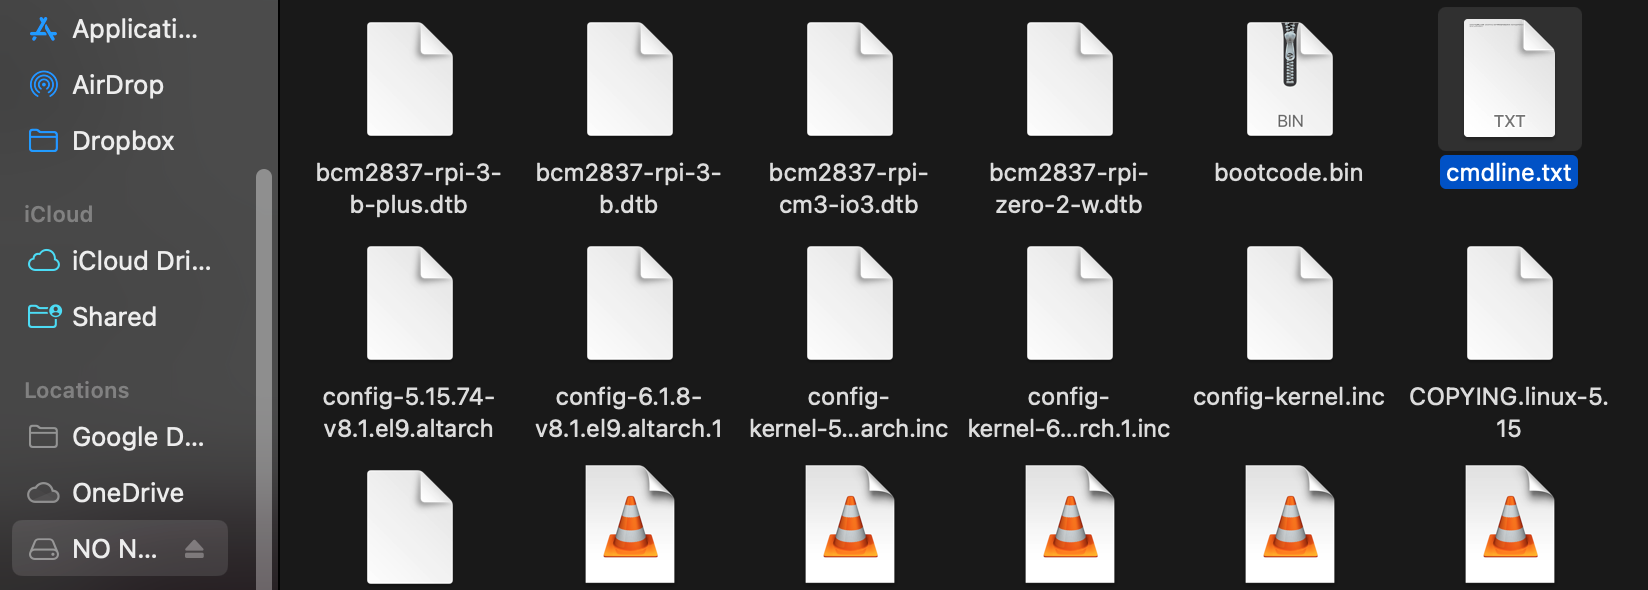 Applicati...
AirDrop
Dropbox
iCloud
iCloud Dri...
Shared
Locations
Google D...
OneDrive
NO N...
bcm2837-rpi-3-
b-plus.dtb
bcm2837-rpi-3-
b.dtb
bcm2837-rpi-
cm3-io3.dtb
bcm2837-rpi-
zero-2-w.dtb
BIN
bootcode.bin
TXT
cmdline.txt
config-5.15.74-
v8.1.el9.altarch
config-6.1.8-
v8.1.el9.altarch.1
config-
kernel-5...arch.inc
config-
kernel-6...rch.1.inc
config-kernel.inc
COPYING.linux-5.
15